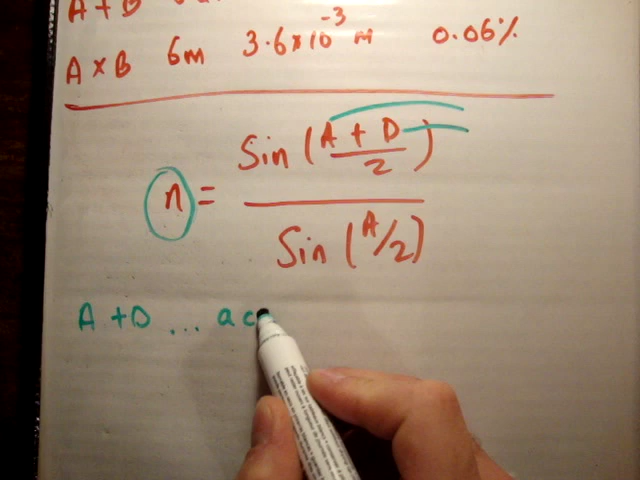 A + B
A × B 6m 3.6×10⁻³ m 0.06%
n = Sin ((A + D)/2) / Sin (A/2)
A + D ... ac